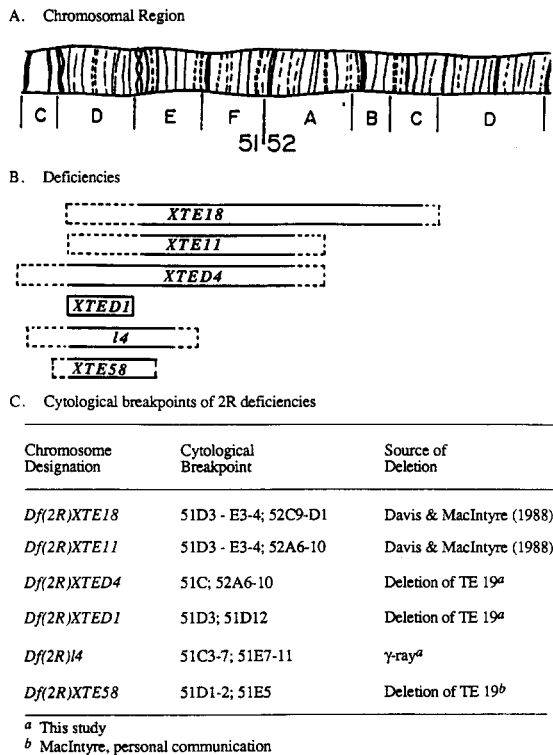 A. Chromosomal Region
C D E F A B C D
51 52
B. Deficiencies
XTE18
XTE11
XTED4
XTED1
l4
XTE58
C. Cytological breakpoints of 2R deficiencies
Chromosome Designation Cytological Breakpoint Source of Deletion
Df(2R)XTE18 51D3 - E3-4; 52C9-D1 Davis & MacIntyre (1988)
Df(2R)XTE11 51D3 - E3-4; 52A6-10 Davis & MacIntyre (1988)
Df(2R)XTED4 51C; 52A6-10 Deletion of TE 19a
Df(2R)XTED1 51D3; 51D12 Deletion of TE 19a
Df(2R)l4 51C3-7; 51E7-11 γ-raya
Df(2R)XTE58 51D1-2; 51E5 Deletion of TE 19b
a This study
b MacIntyre, personal communication